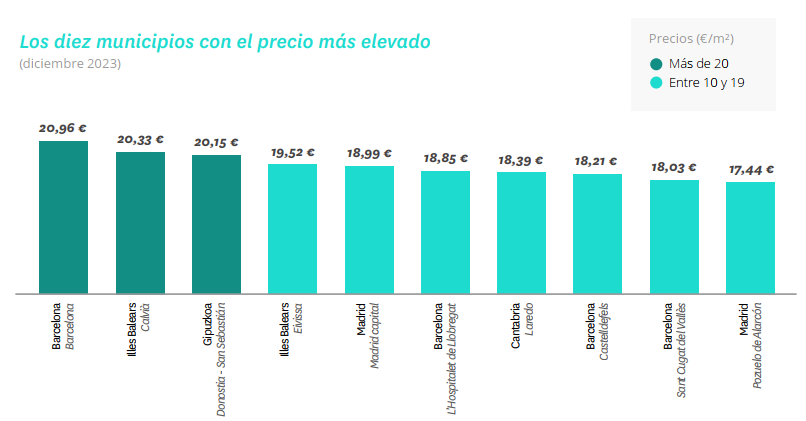 Los diez municipios con el precio más elevado
(diciembre 2023)
Precios (€/m²)
Más de 20
Entre 10 y 19
20,96 €
20,33 €
20,15 €
19,52 €
18,99 €
18,85 €
18,39 €
18,21 €
18,03 €
17,44 €
Barcelona
Barcelona
Illes Balears
Calvià
Gipuzkoa
Donostia - San Sebastián
Illes Balears
Eivissa
Madrid
Madrid capital
Barcelona
L'Hospitalet de Llobregat
Cantabria
Laredo
Barcelona
Castelldefels
Barcelona
Sant Cugat del Vallès
Madrid
Pozuelo de Alarcón